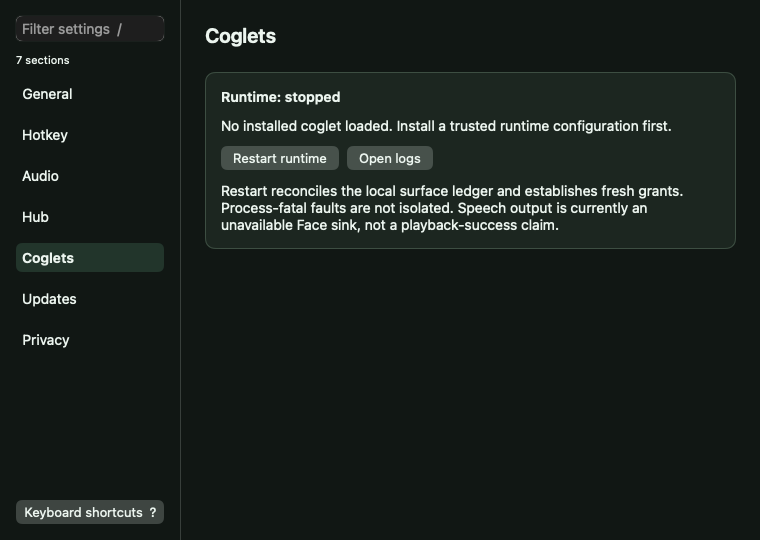 Filter settings /
7 sections
General
Hotkey
Audio
Hub
Coglets
Updates
Privacy
Keyboard shortcuts ?
Coglets
Runtime: stopped
No installed coglet loaded. Install a trusted runtime configuration first.
Restart runtime Open logs
Restart reconciles the local surface ledger and establishes fresh grants.
Process-fatal faults are not isolated. Speech output is currently an
unavailable Face sink, not a playback-success claim.